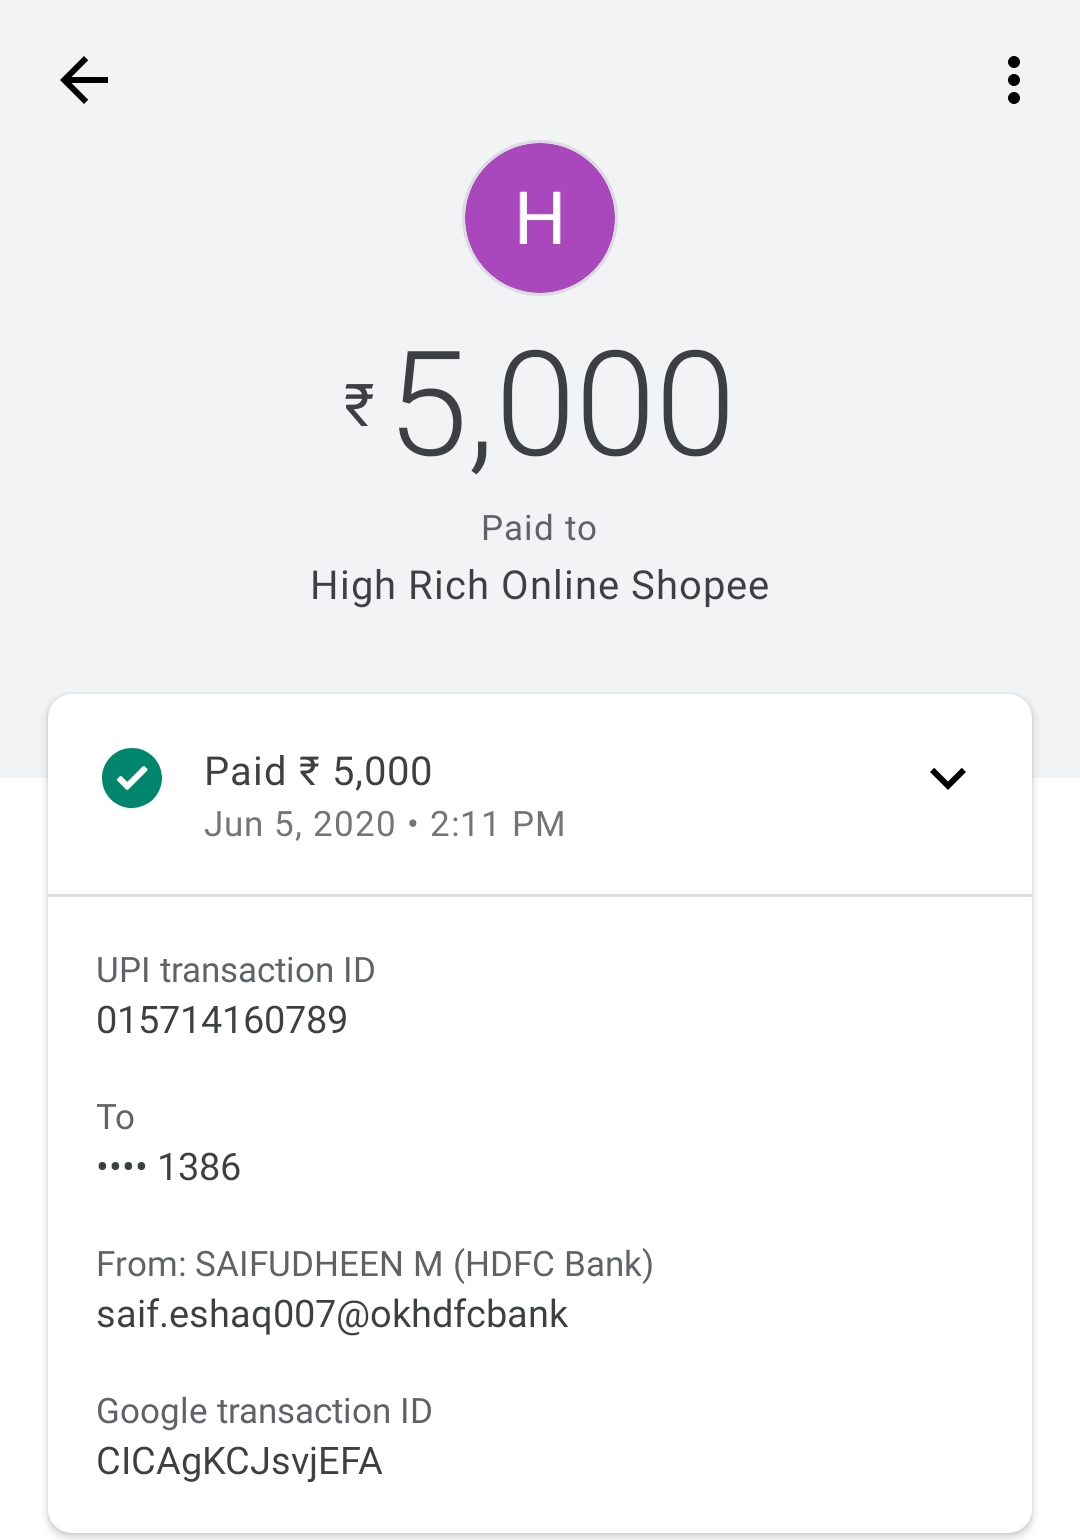 H
₹5,000
Paid to
High Rich Online Shopee
Paid ₹ 5,000
Jun 5, 2020 • 2:11 PM
UPI transaction ID
015714160789
To
•••• 1386
From: SAIFUDHEEN M (HDFC Bank)
saif.eshaq007@okhdfcbank
Google transaction ID
CICAgKCJsvjEFA